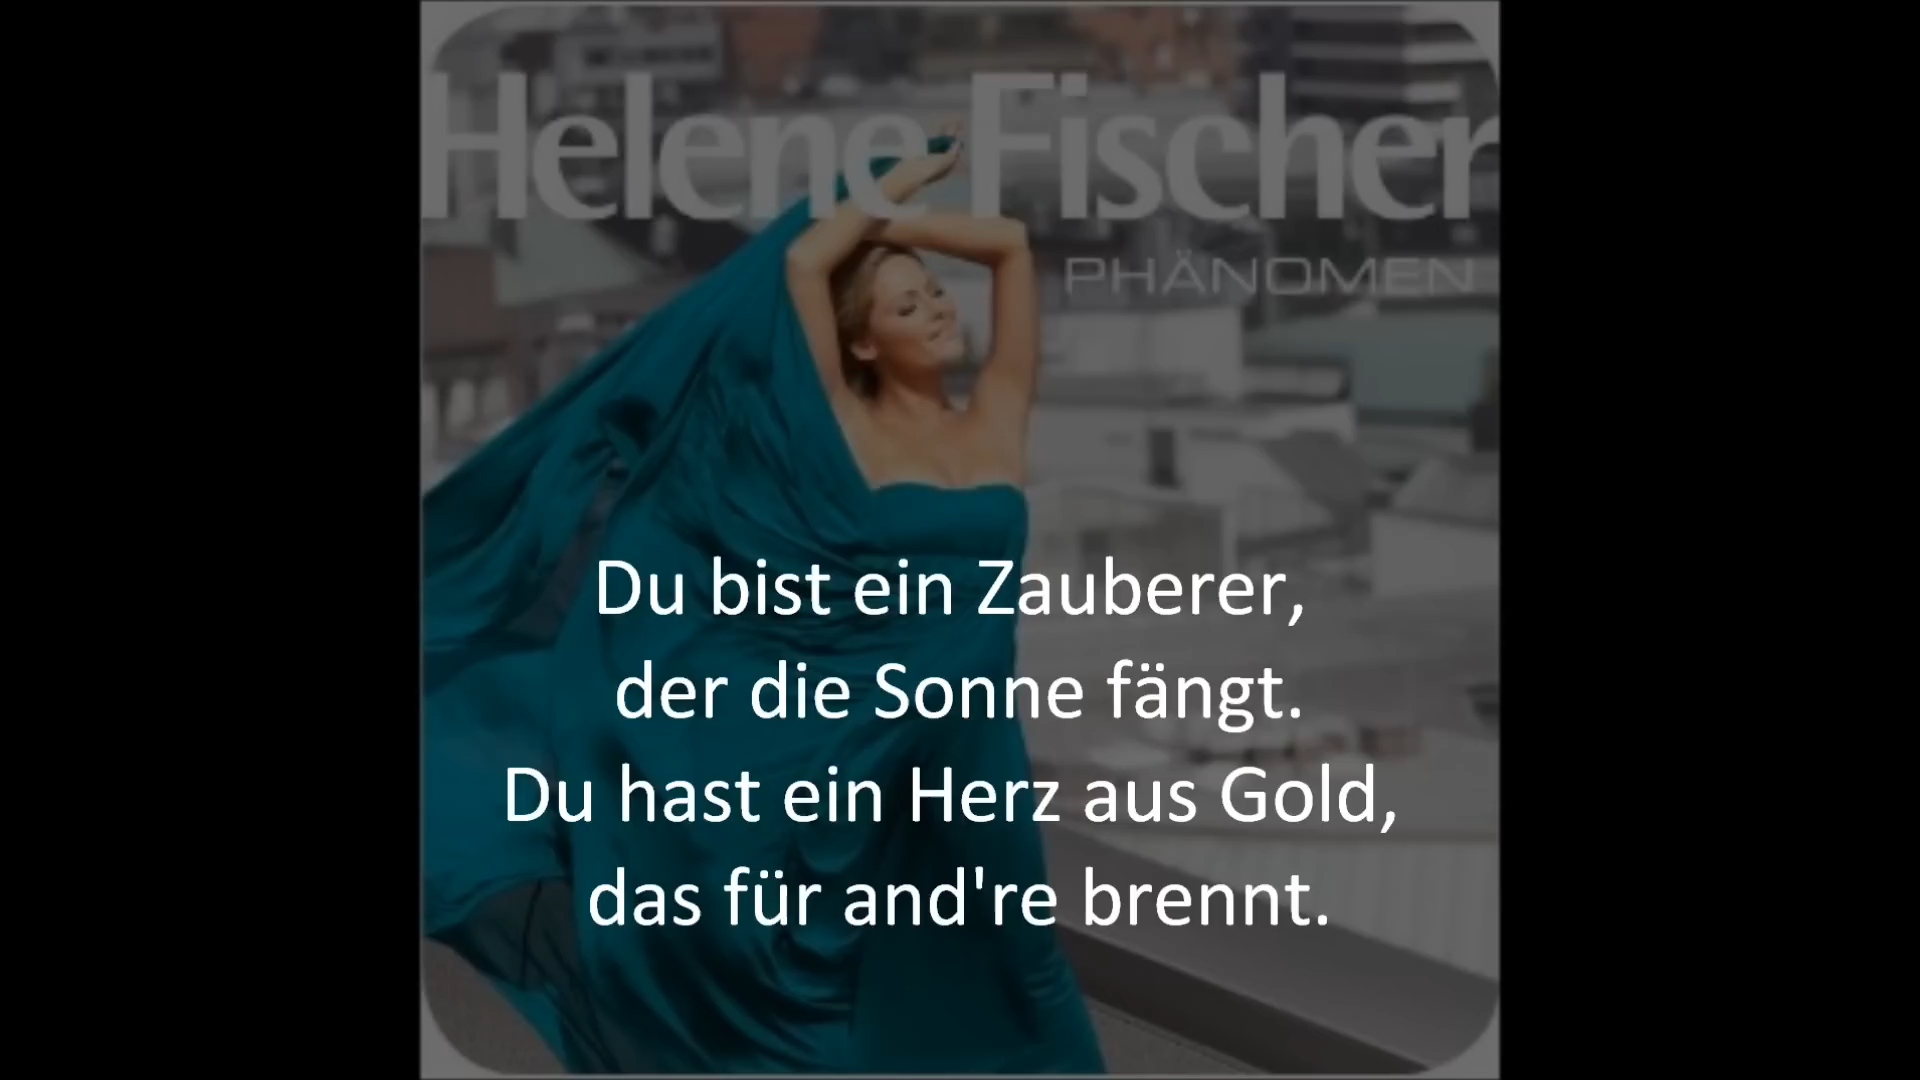 Helene Fischer
PHÄNOMEN
Du bist ein Zauberer,
der die Sonne fängt.
Du hast ein Herz aus Gold,
das für and're brennt.